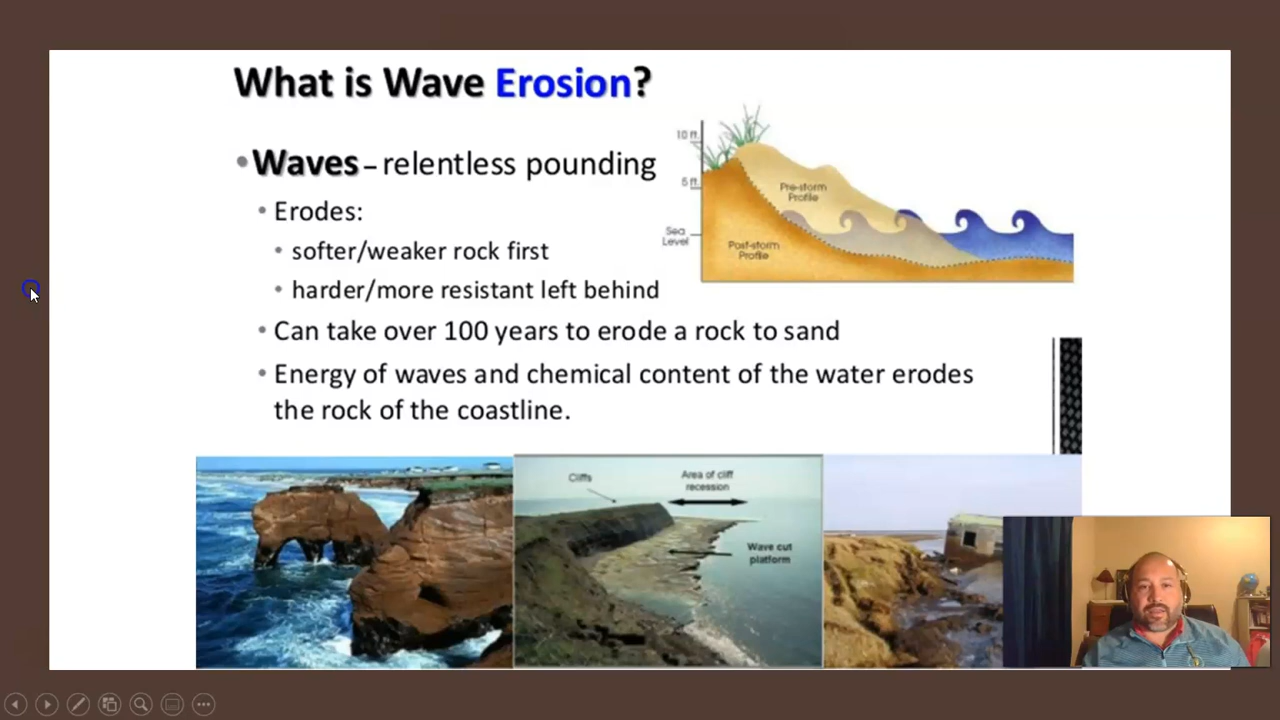 What is Wave Erosion?
•Waves – relentless pounding
• Erodes:
• softer/weaker rock first
• harder/more resistant left behind
• Can take over 100 years to erode a rock to sand
• Energy of waves and chemical content of the water erodes
the rock of the coastline.
10 ft.
5 ft.
Sea
Level
Pre-storm
Profile
Post-storm
Profile
Cliffs
Area of cliff
recession
Wave cut
platform